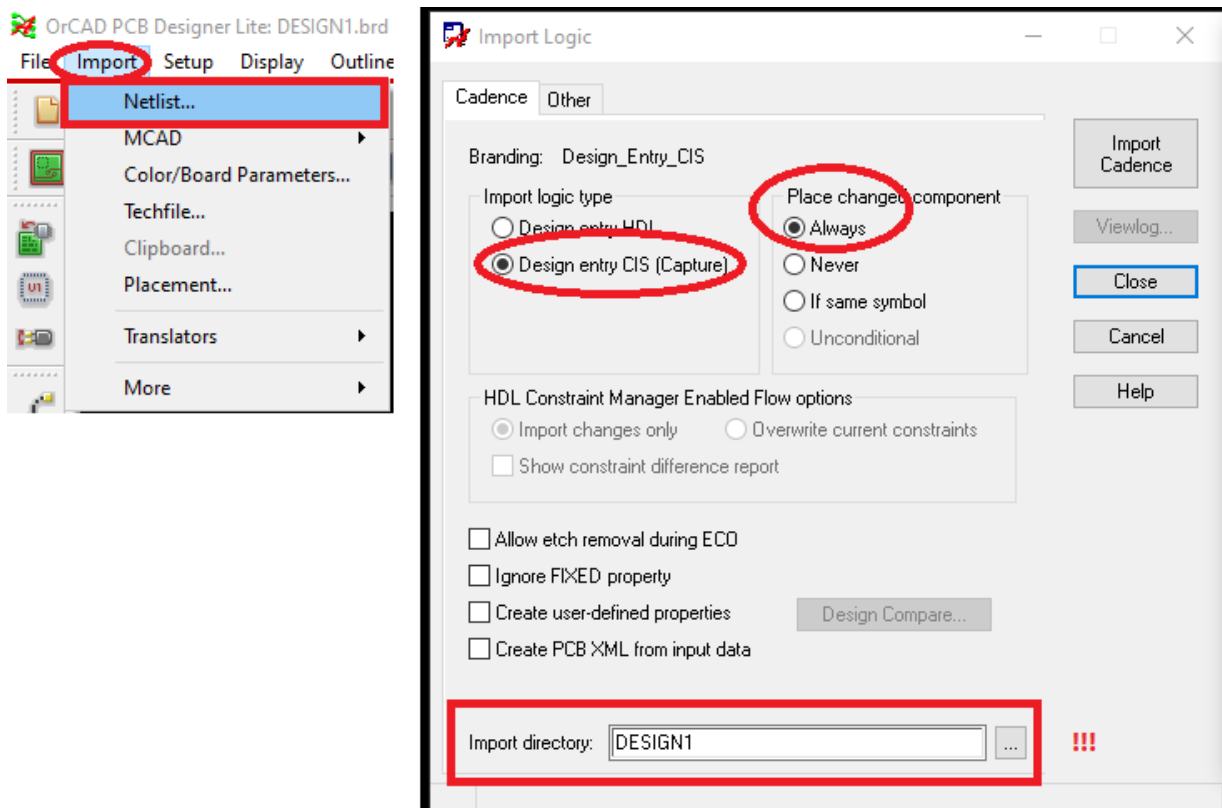 OrCAD PCB Designer Lite: DESIGN1.brd
File Import Setup Display Outline
Netlist...
MCAD
Color/Board Parameters...
Techfile...
Clipboard...
U1
Placement...
Translators
More
Import Logic
Cadence Other
Branding: Design_Entry_CIS
Import Cadence
Import logic type
Place changed component
Design entry HDL
Always
Viewlog...
Design entry CIS (Capture)
Never
Close
If same symbol
Unconditional
Cancel
HDL Constraint Manager Enabled Flow options
Help
Import changes only Overwrite current constraints
Show constraint difference report
Allow etch removal during ECO
Ignore FIXED property
Create user-defined properties Design Compare...
Create PCB XML from input data
Import directory: DESIGN1 ... !!!